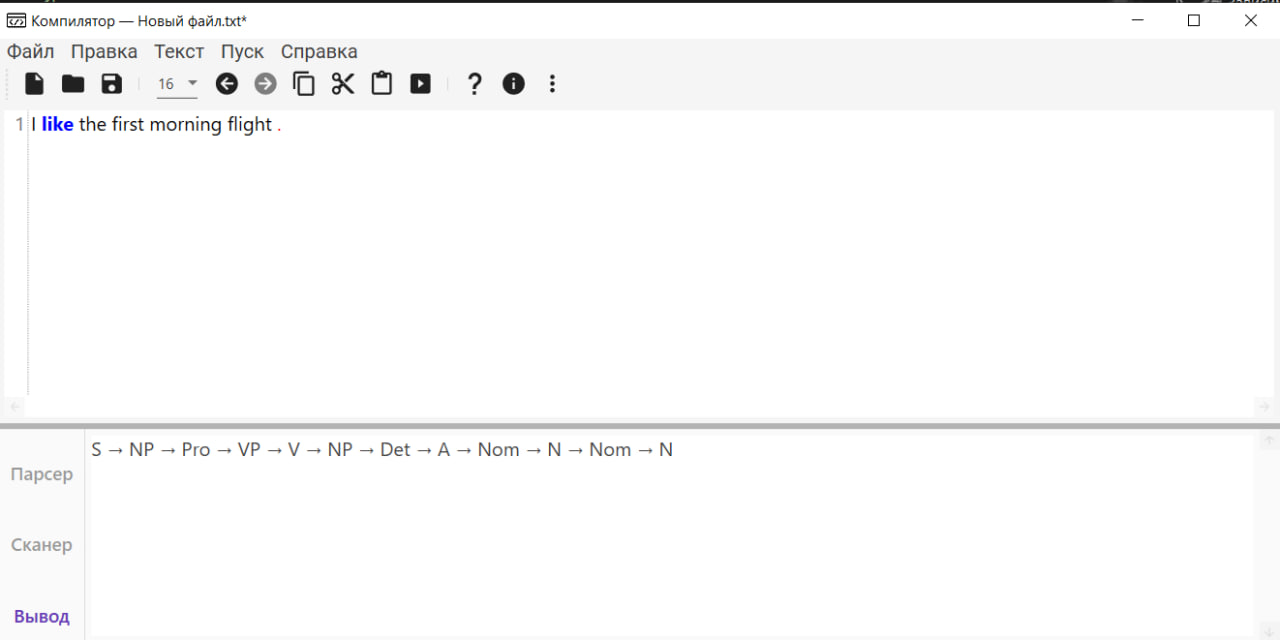 Компилятор — Новый файл.txt*
Файл Правка Текст Пуск Справка
16
1 I like the first morning flight .
S → NP → Pro → VP → V → NP → Det → A → Nom → N → Nom → N
Парсер
Сканер
Вывод